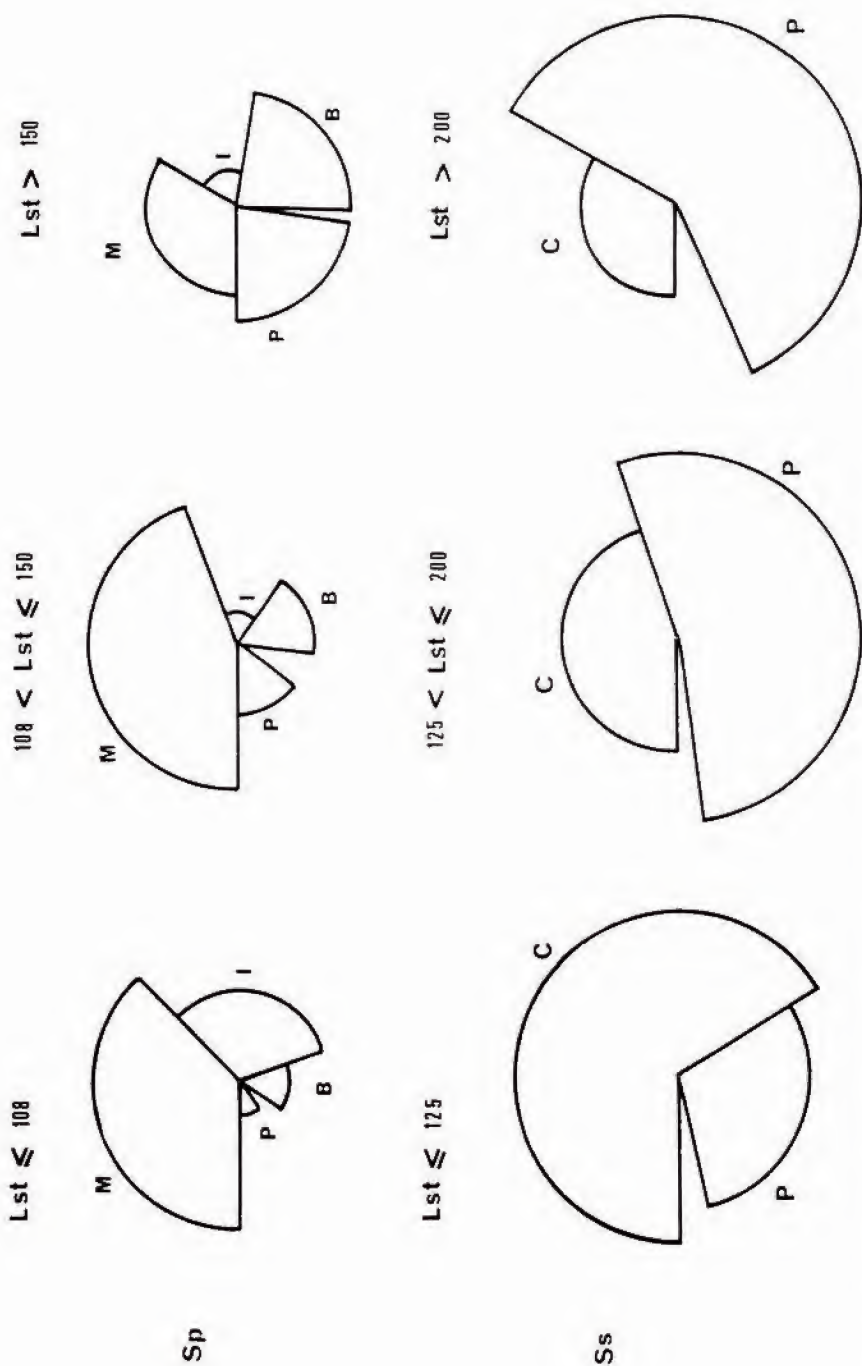 Lst ⩽ 108
108 < Lst ⩽ 150
Lst > 150
Sp
M
I
P
B
M
I
P
B
M
I
P
B
Lst ⩽ 125
125 < Lst ⩽ 200
Lst > 200
Ss
C
P
C
P
C
P